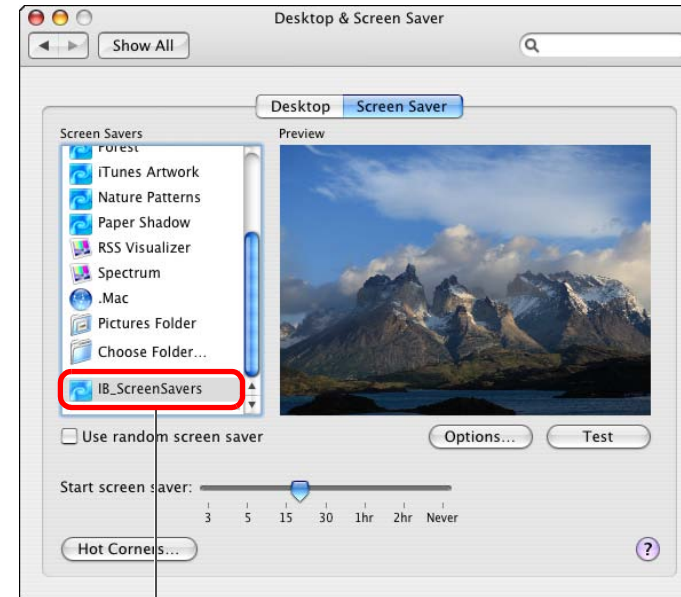 Desktop & Screen Saver
Show All
Desktop Screen Saver
Screen Savers Preview
Forest
iTunes Artwork
Nature Patterns
Paper Shadow
RSS Visualizer
Spectrum
.Mac
Pictures Folder
Choose Folder...
IB_ScreenSavers
Use random screen saver
Options... Test
Start screen saver:
3 5 15 30 1hr 2hr Never
Hot Corners...
?